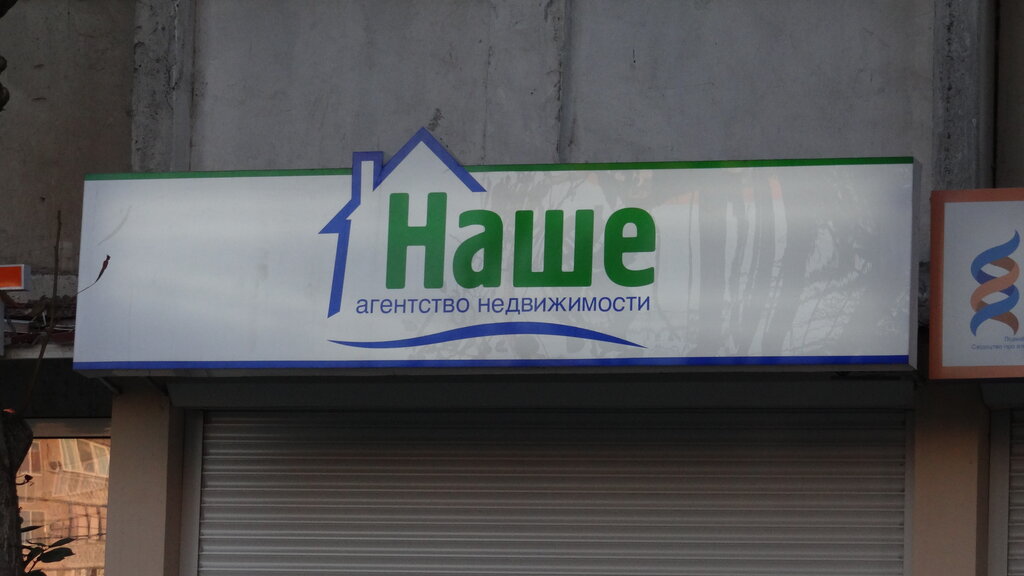 Наше
агентство недвижимости